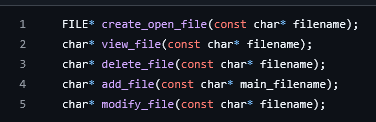 1 FILE* create_open_file(const char* filename);
2 char* view_file(const char* filename);
3 char* delete_file(const char* filename);
4 char* add_file(const char* main_filename);
5 char* modify_file(const char* filename);